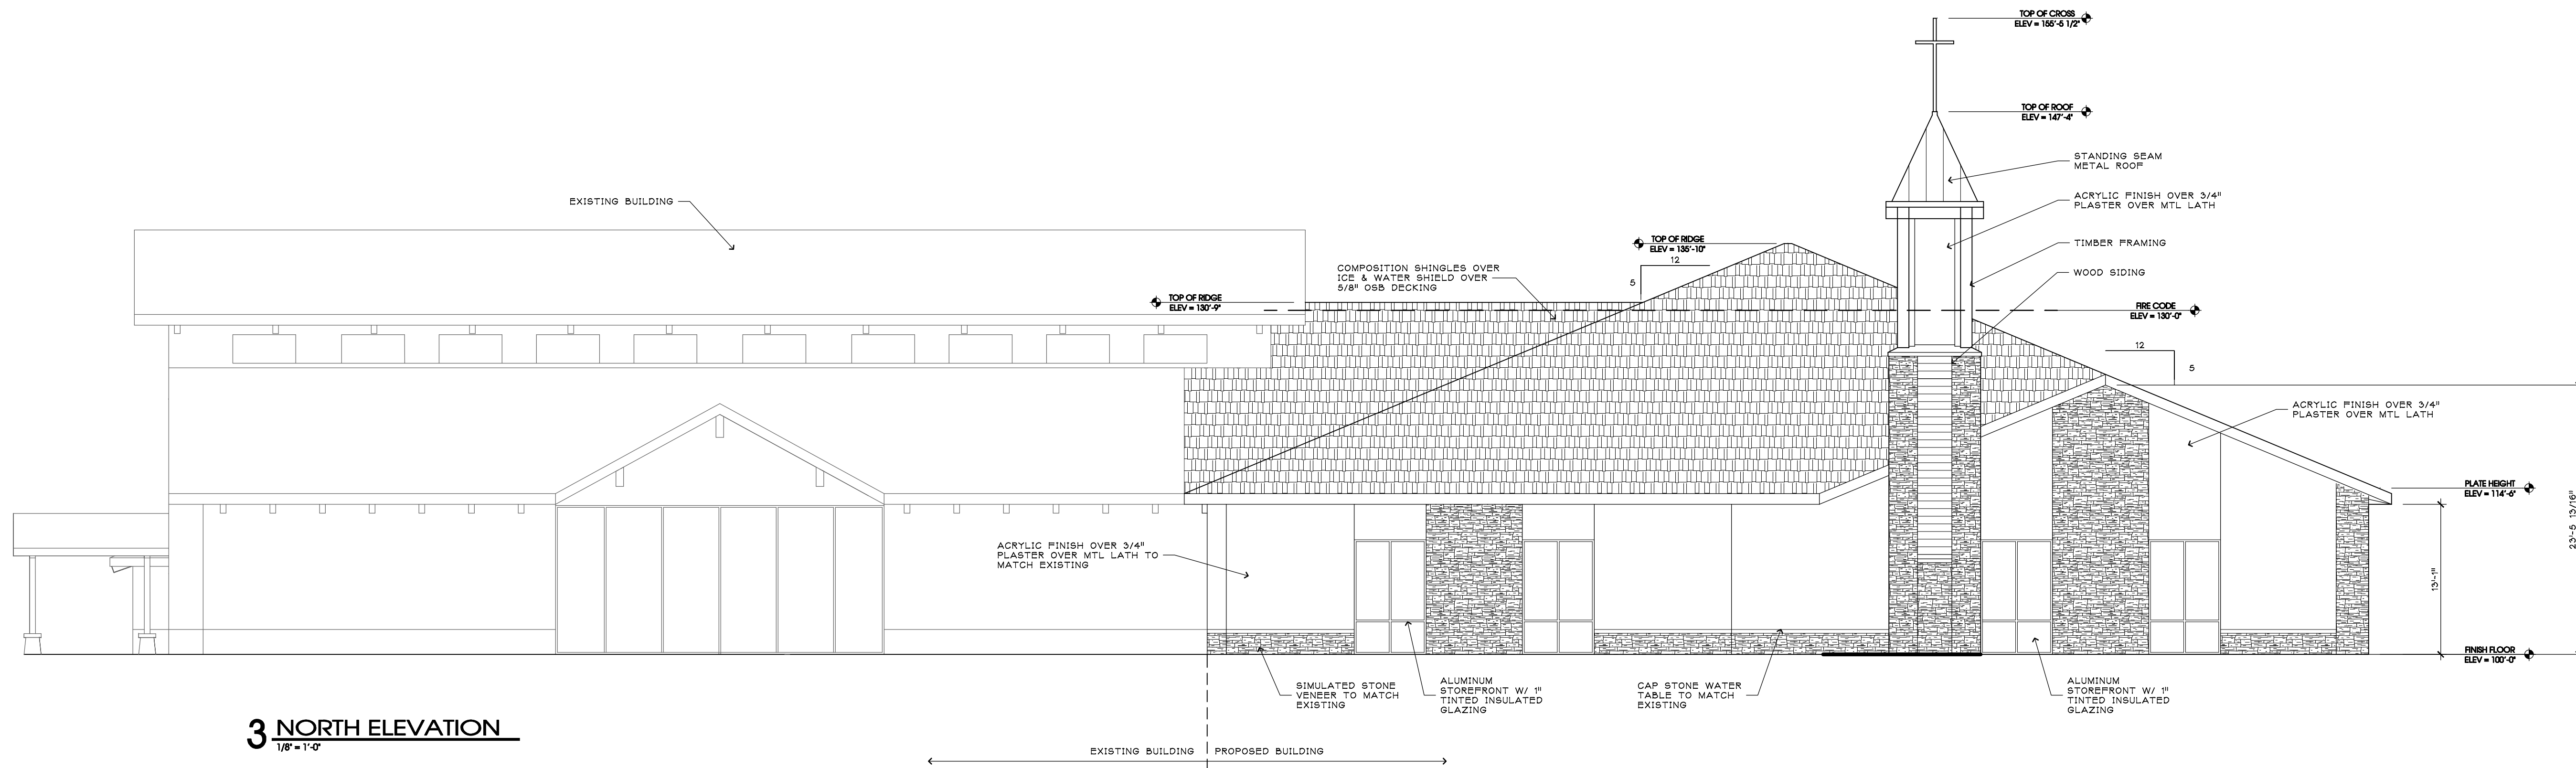 TOP OF CROSS
ELEV = 155'-5 1/2"
TOP OF ROOF
ELEV = 147'-4"
STANDING SEAM
METAL ROOF
ACRYLIC FINISH OVER 3/4"
PLASTER OVER MTL LATH
EXISTING BUILDING
TOP OF RIDGE
ELEV = 135'-10"
TIMBER FRAMING
12
5
COMPOSITION SHINGLES OVER
ICE & WATER SHIELD OVER
5/8" OSB DECKING
WOOD SIDING
TOP OF RIDGE
ELEV = 130'-9"
FIRE CODE
ELEV = 130'-0"
12
5
ACRYLIC FINISH OVER 3/4"
PLASTER OVER MTL LATH
PLATE HEIGHT
ELEV = 114'-6"
23'-5 13/16"
13'-1"
ACRYLIC FINISH OVER 3/4"
PLASTER OVER MTL LATH TO
MATCH EXISTING
FINISH FLOOR
ELEV = 100'-0"
SIMULATED STONE
VENEER TO MATCH
EXISTING
ALUMINUM
STOREFRONT W/ 1"
TINTED INSULATED
GLAZING
CAP STONE WATER
TABLE TO MATCH
EXISTING
ALUMINUM
STOREFRONT W/ 1"
TINTED INSULATED
GLAZING
3 NORTH ELEVATION
1/8" = 1'-0"
EXISTING BUILDING
PROPOSED BUILDING